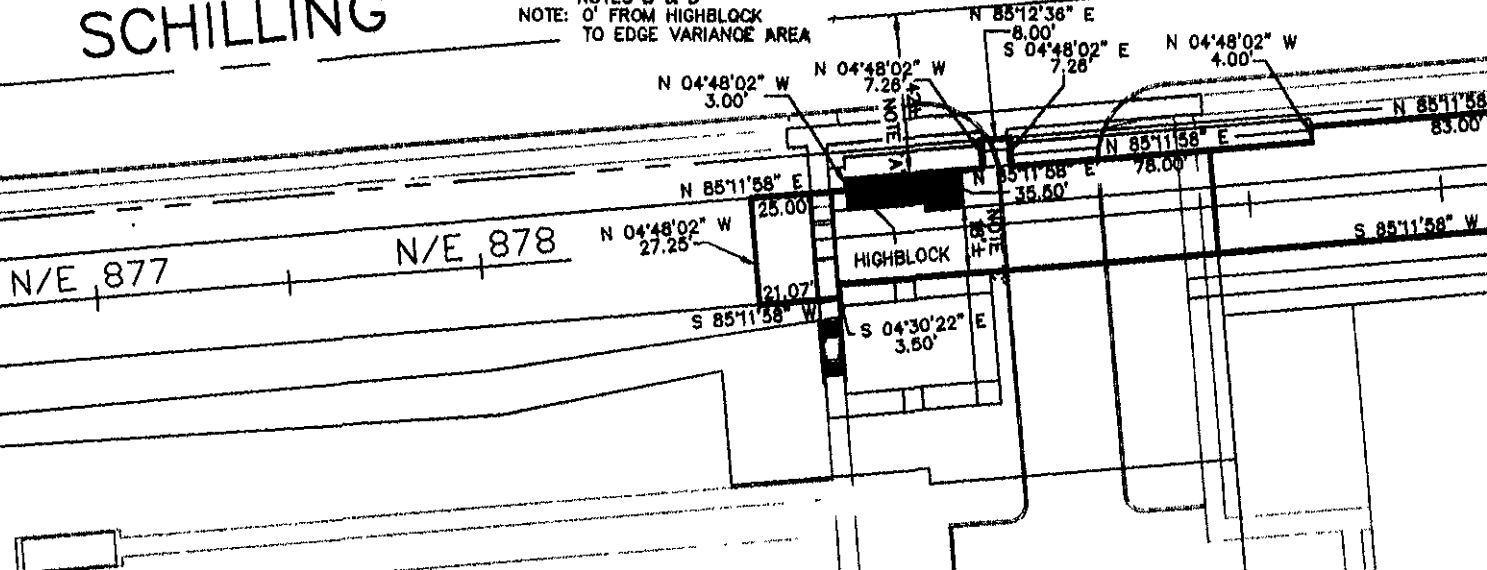 SCHILLING
NOTE: 0' FROM HIGHBLOCK
TO EDGE VARIANCE AREA
N 85°12'36" E
8.00'
S 04°48'02" E
7.28'
N 04°48'02" W
4.00'
N 04°48'02" W
7.28'
N 04°48'02" W
3.00'
42'±
NOTE A
N 85°11'58"
83.00'
N 85°11'58" E
78.00'
N 85°11'58" E
35.50'
N 85°11'58" E
25.00'
N 04°48'02" W
27.25'
N/E 877
N/E 878
HIGHBLOCK
NOTE
S 85°11'58" W
21.07'
S 85°11'58" W
S 04°30'22" E
3.50'